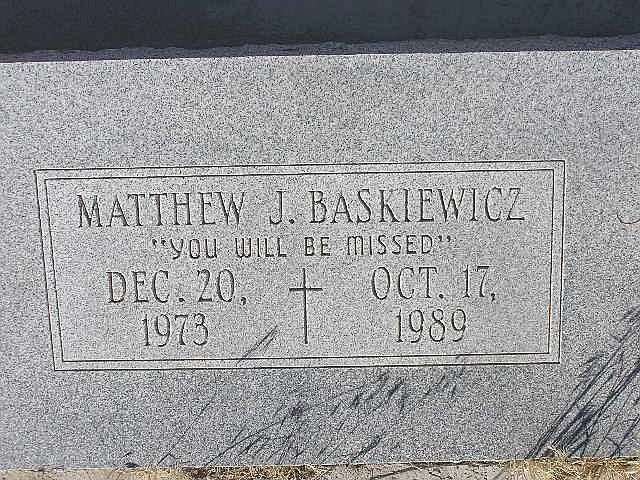 MATTHEW J. BASKIEWICZ
"YOU WILL BE MISSED"
DEC. 20, OCT. 17,
1973 1989